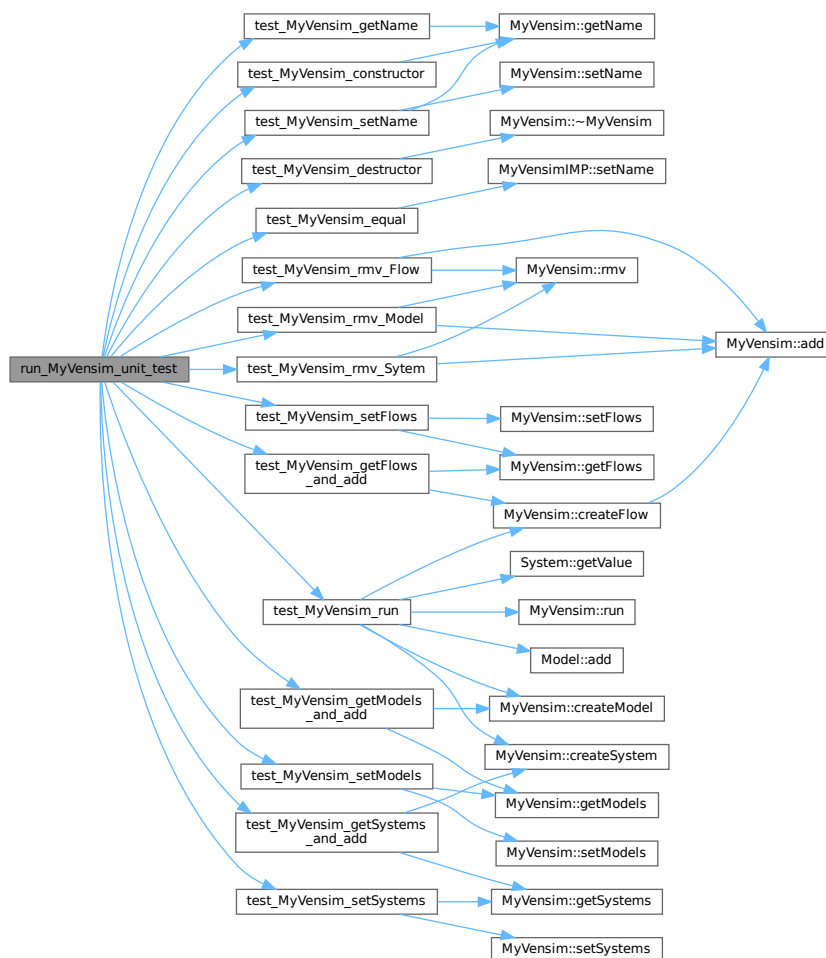 run_MyVensim_unit_test
test_MyVensim_getName
test_MyVensim_constructor
test_MyVensim_setName
test_MyVensim_destructor
test_MyVensim_equal
test_MyVensim_rmv_Flow
test_MyVensim_rmv_Model
test_MyVensim_rmv_Sytem
test_MyVensim_setFlows
test_MyVensim_getFlows
_and_add
test_MyVensim_run
test_MyVensim_getModels
_and_add
test_MyVensim_setModels
test_MyVensim_getSystems
_and_add
test_MyVensim_setSystems
MyVensim::getName
MyVensim::setName
MyVensim::~MyVensim
MyVensimIMP::setName
MyVensim::rmv
MyVensim::setFlows
MyVensim::getFlows
MyVensim::createFlow
System::getValue
MyVensim::run
Model::add
MyVensim::createModel
MyVensim::createSystem
MyVensim::getModels
MyVensim::setModels
MyVensim::getSystems
MyVensim::setSystems
MyVensim::add